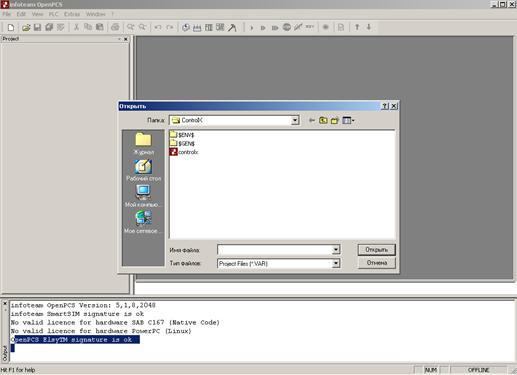 infoteam OpenPCS
File Edit View PLC Extras Window ?
Project
Открыть
Папка: ControlX
$ENV$
$GEN$
controlx
Журнал
Рабочий стол
Мой компью...
Мое сетевое ...
Имя файла:
Открыть
Тип файлов: Project Files (*.VAR)
Отмена
infoteam OpenPCS Version: 5,1,8,2048
infoteam SmartSIM signature is ok
No valid licence for hardware SAB C167 (Native Code)
No valid licence for hardware PowerPC (Linux)
OpenPCS ElsyTM signature is ok
Output
Hit F1 for help
NUM
OFFLINE